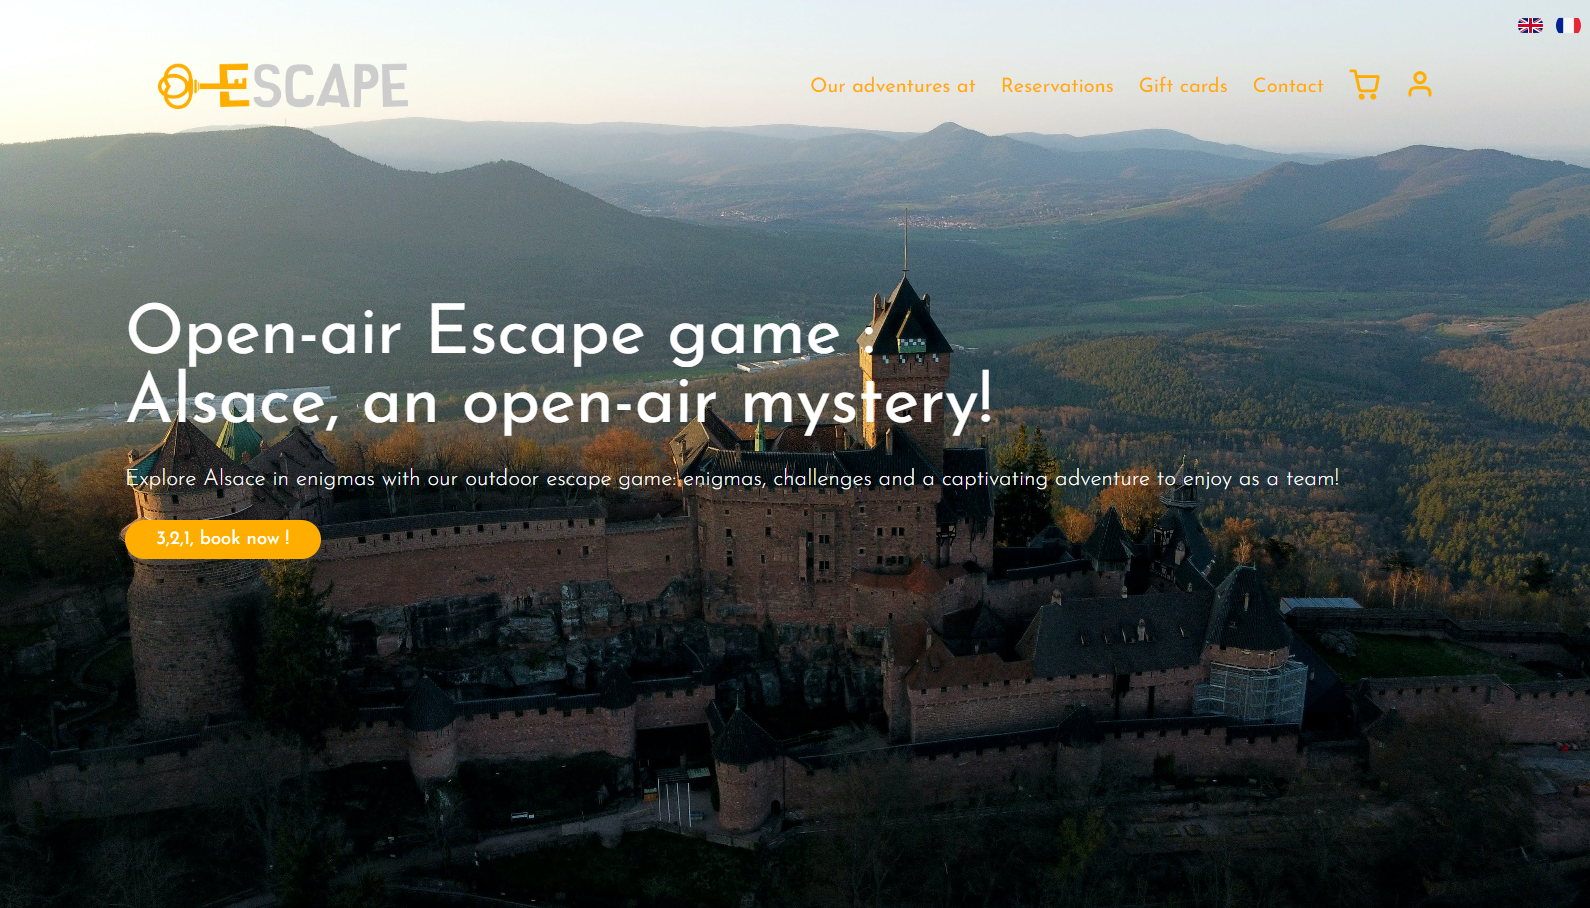 ESCAPE
Our adventures at
Reservations
Gift cards
Contact
Open-air Escape game :
Alsace, an open-air mystery!
Explore Alsace in enigmas with our outdoor escape game: enigmas, challenges and a captivating adventure to enjoy as a team!
3,2,1, book now !